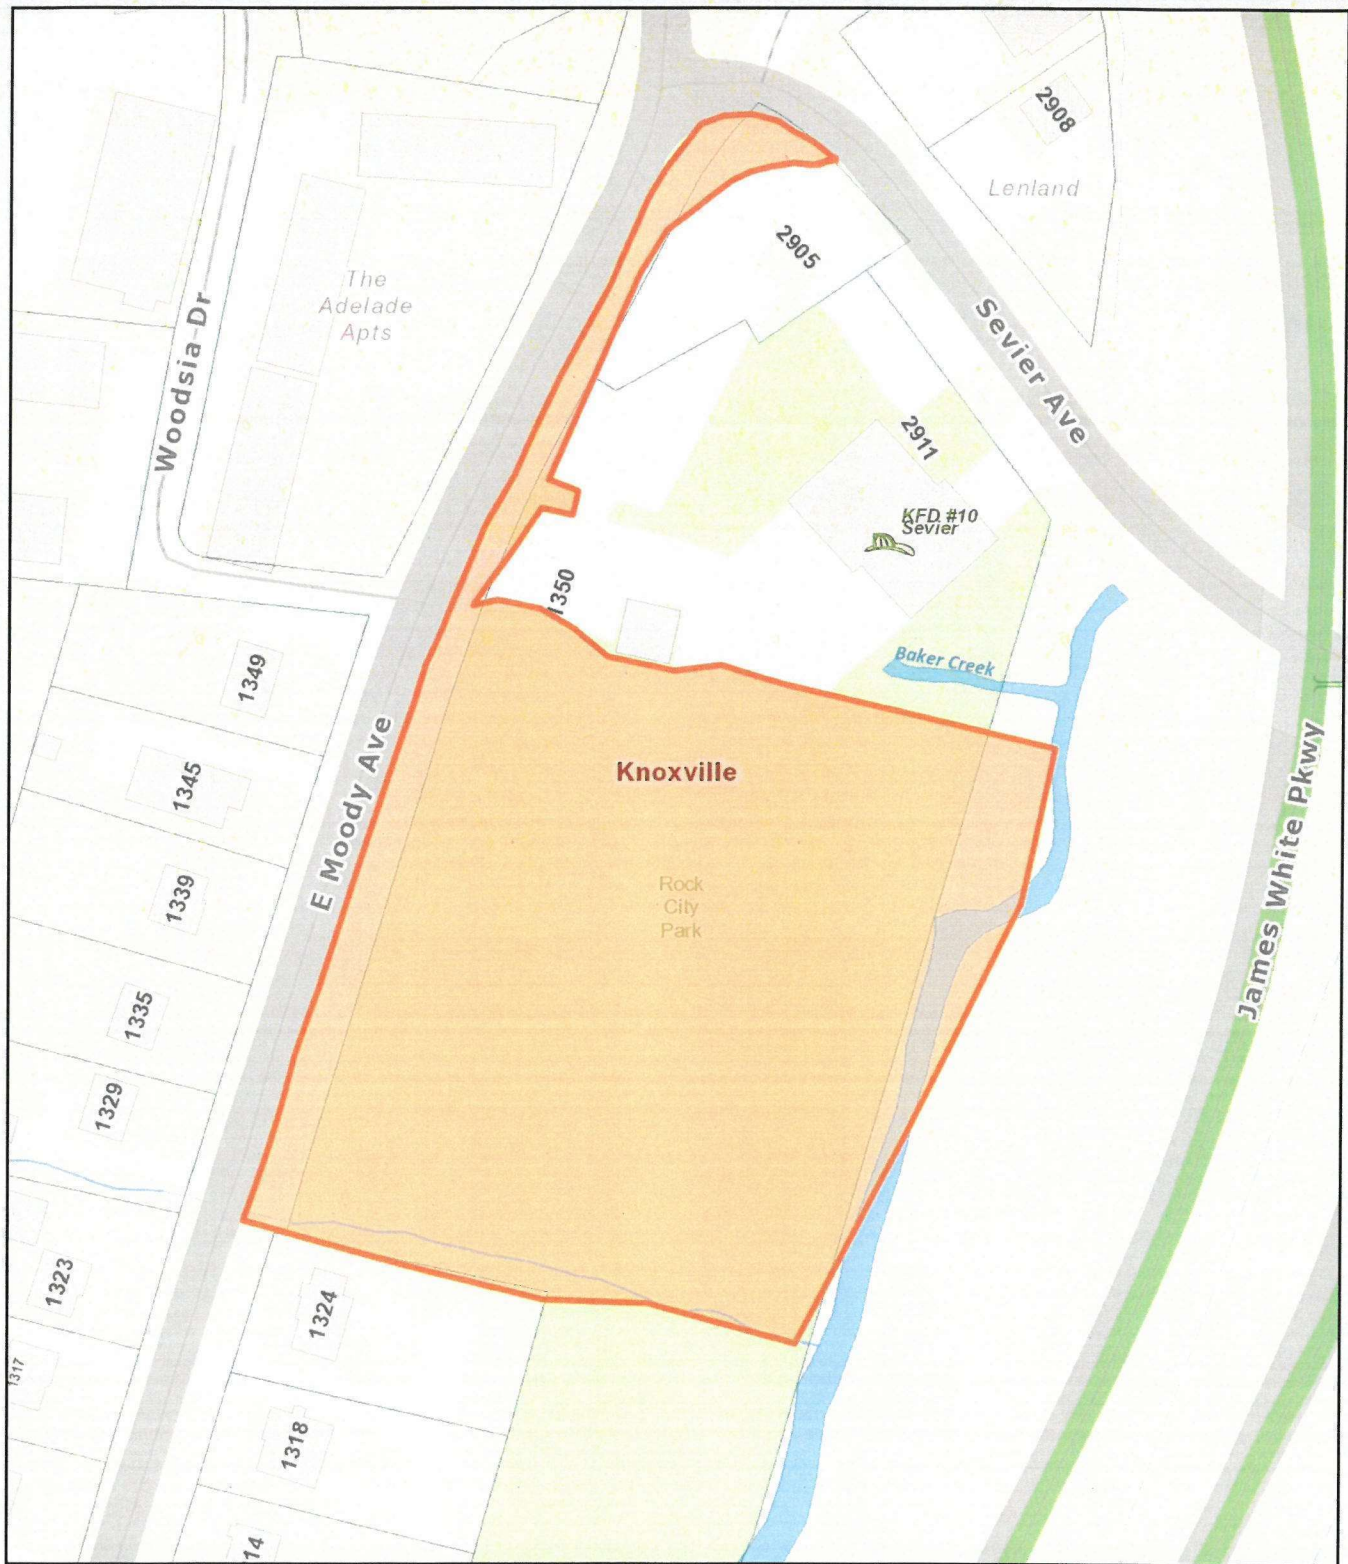 2908
Lenland
2905
The
Adelade
Apts
Woodsia Dr
Sevier Ave
2911
KFD #10
Sevier
1350
Baker Creek
1349
E Moody Ave
Knoxville
1345
James White Pkwy
Rock
City
Park
1339
1335
1329
1323
1324
1317
1318
14